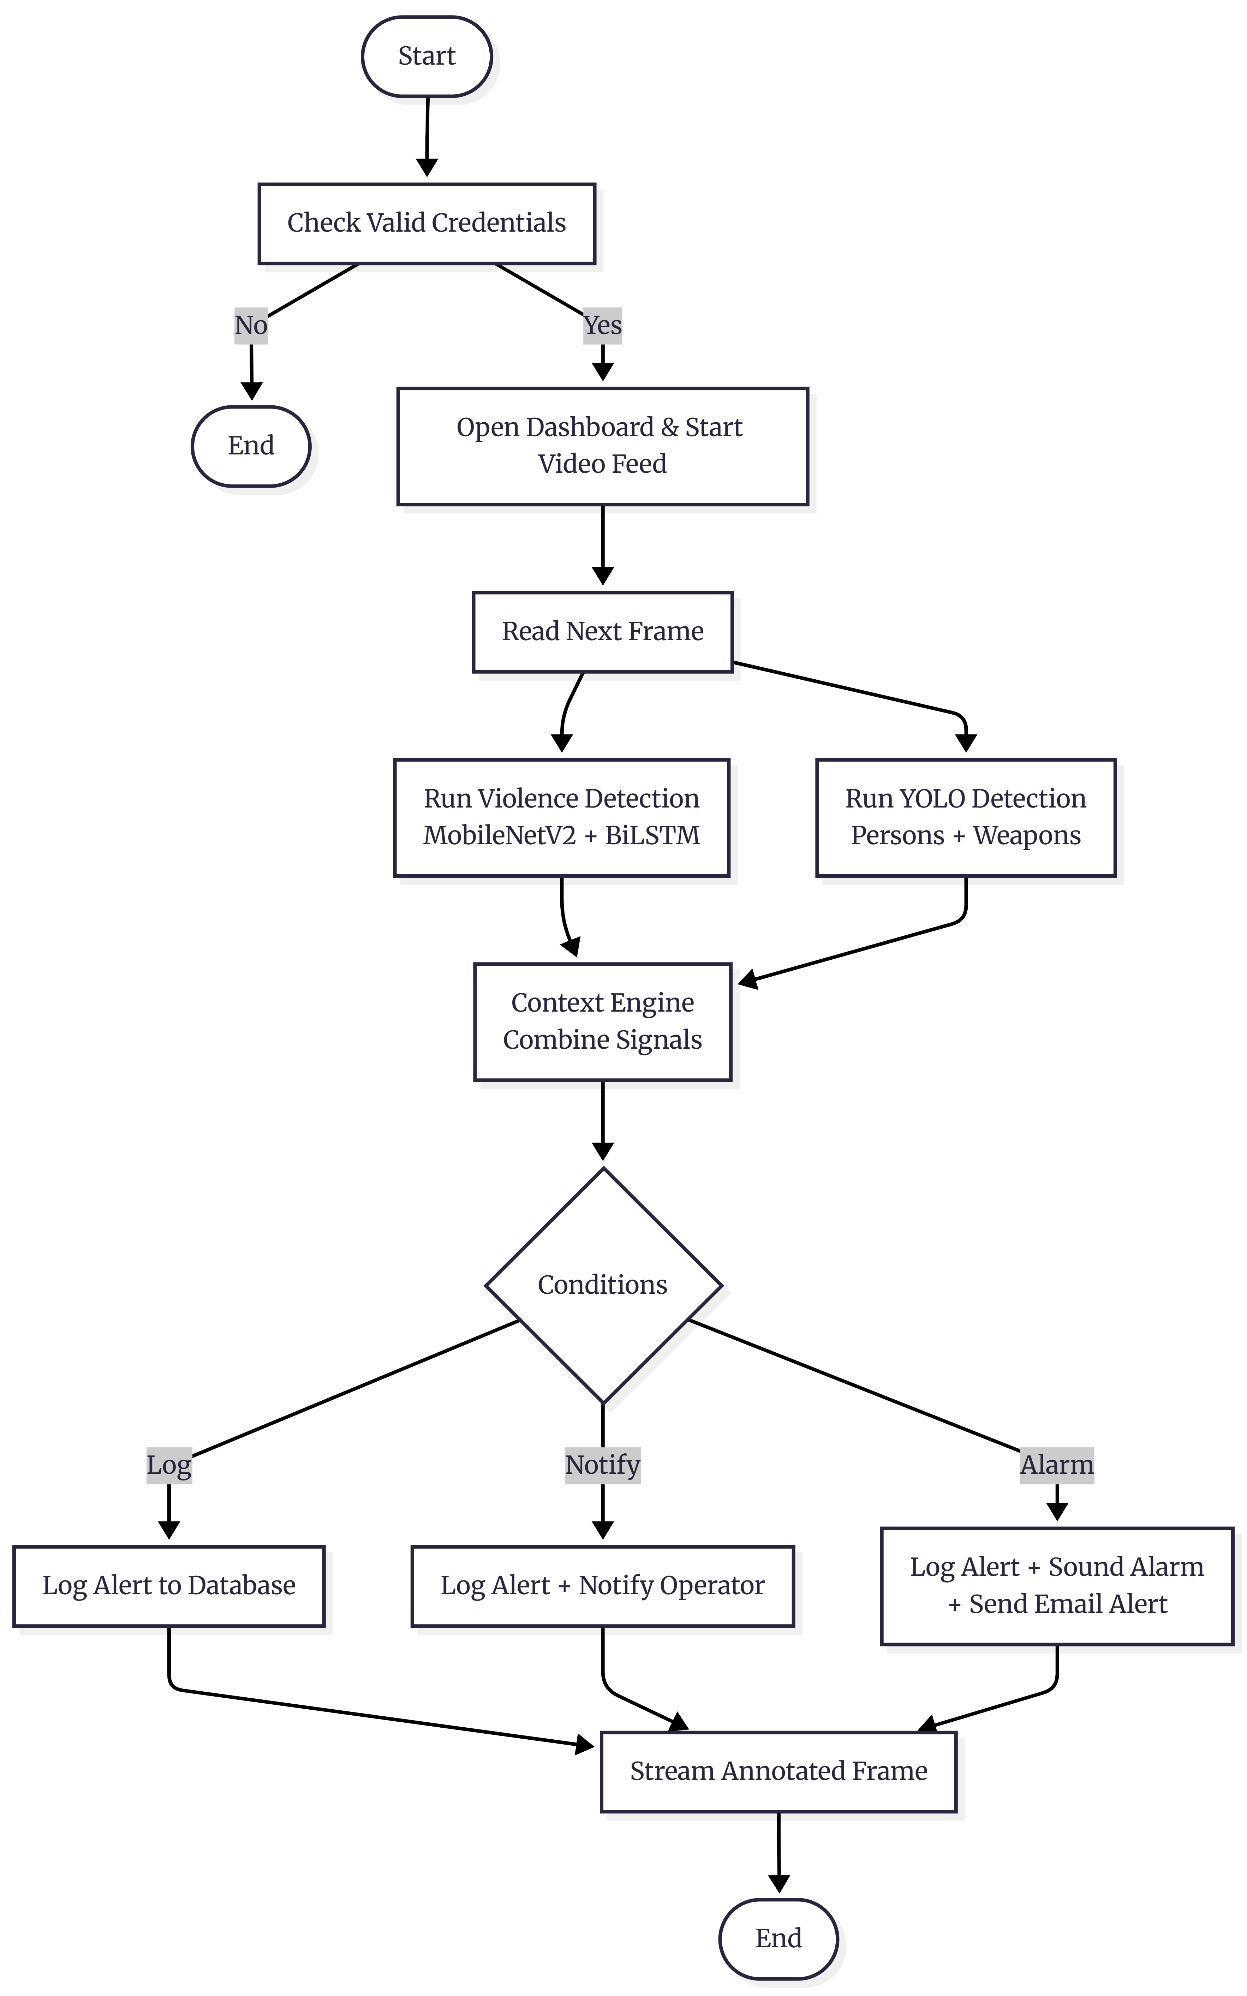 Start
Check Valid Credentials
No
Yes
End
Open Dashboard & Start
Video Feed
Read Next Frame
Run Violence Detection
MobileNetV2 + BiLSTM
Run YOLO Detection
Persons + Weapons
Context Engine
Combine Signals
Conditions
Log
Notify
Alarm
Log Alert to Database
Log Alert + Notify Operator
Log Alert + Sound Alarm
+ Send Email Alert
Stream Annotated Frame
End